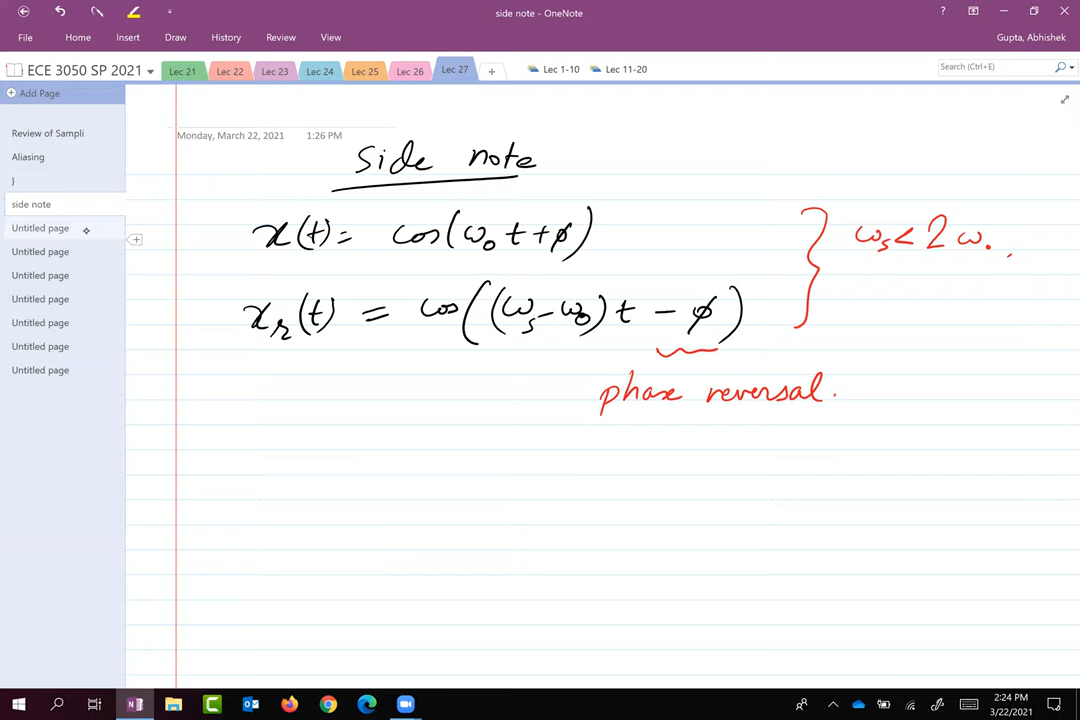 side note - OneNote
?
File Home Insert Draw History Review View
Gupta, Abhishek
ECE 3050 SP 2021
Lec 21 Lec 22 Lec 23 Lec 24 Lec 25 Lec 26 Lec 27 + Lec 1-10 Lec 11-20
Search (Ctrl+E)
Add Page
Review of Sampli
Aliasing
}
side note
Untitled page
Untitled page
Untitled page
Untitled page
Untitled page
Untitled page
Untitled page
Monday, March 22, 2021 1:26 PM
Side note
x(t) = cos(ω₀t+ϕ)
ωₛ < 2ω₀
xᵣ(t) = cos((ωₛ-ω₀)t - ϕ)
phase reversal.
2:24 PM
3/22/2021